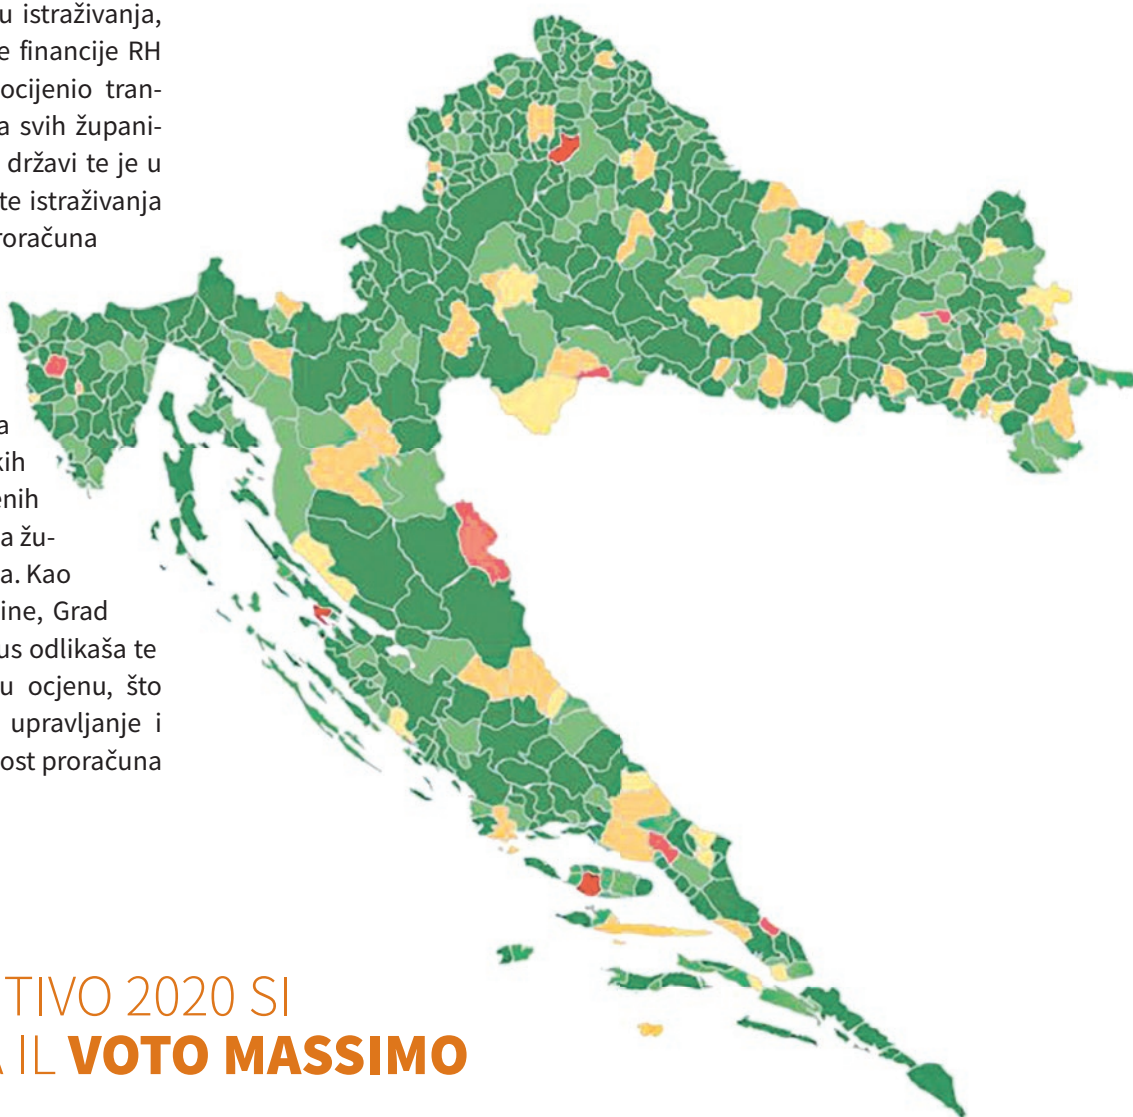 u istraživanja,
e financije RH
ocijenio tran-
a svih župani-
državi te je u
te istraživanja
roračuna
a
kih
enih
a žu-
a. Kao
ine, Grad
us odlikaša te
u ocjenu, što
upravljanje i
ost proračuna
TIVO 2020 SI
A IL VOTO MASSIMO